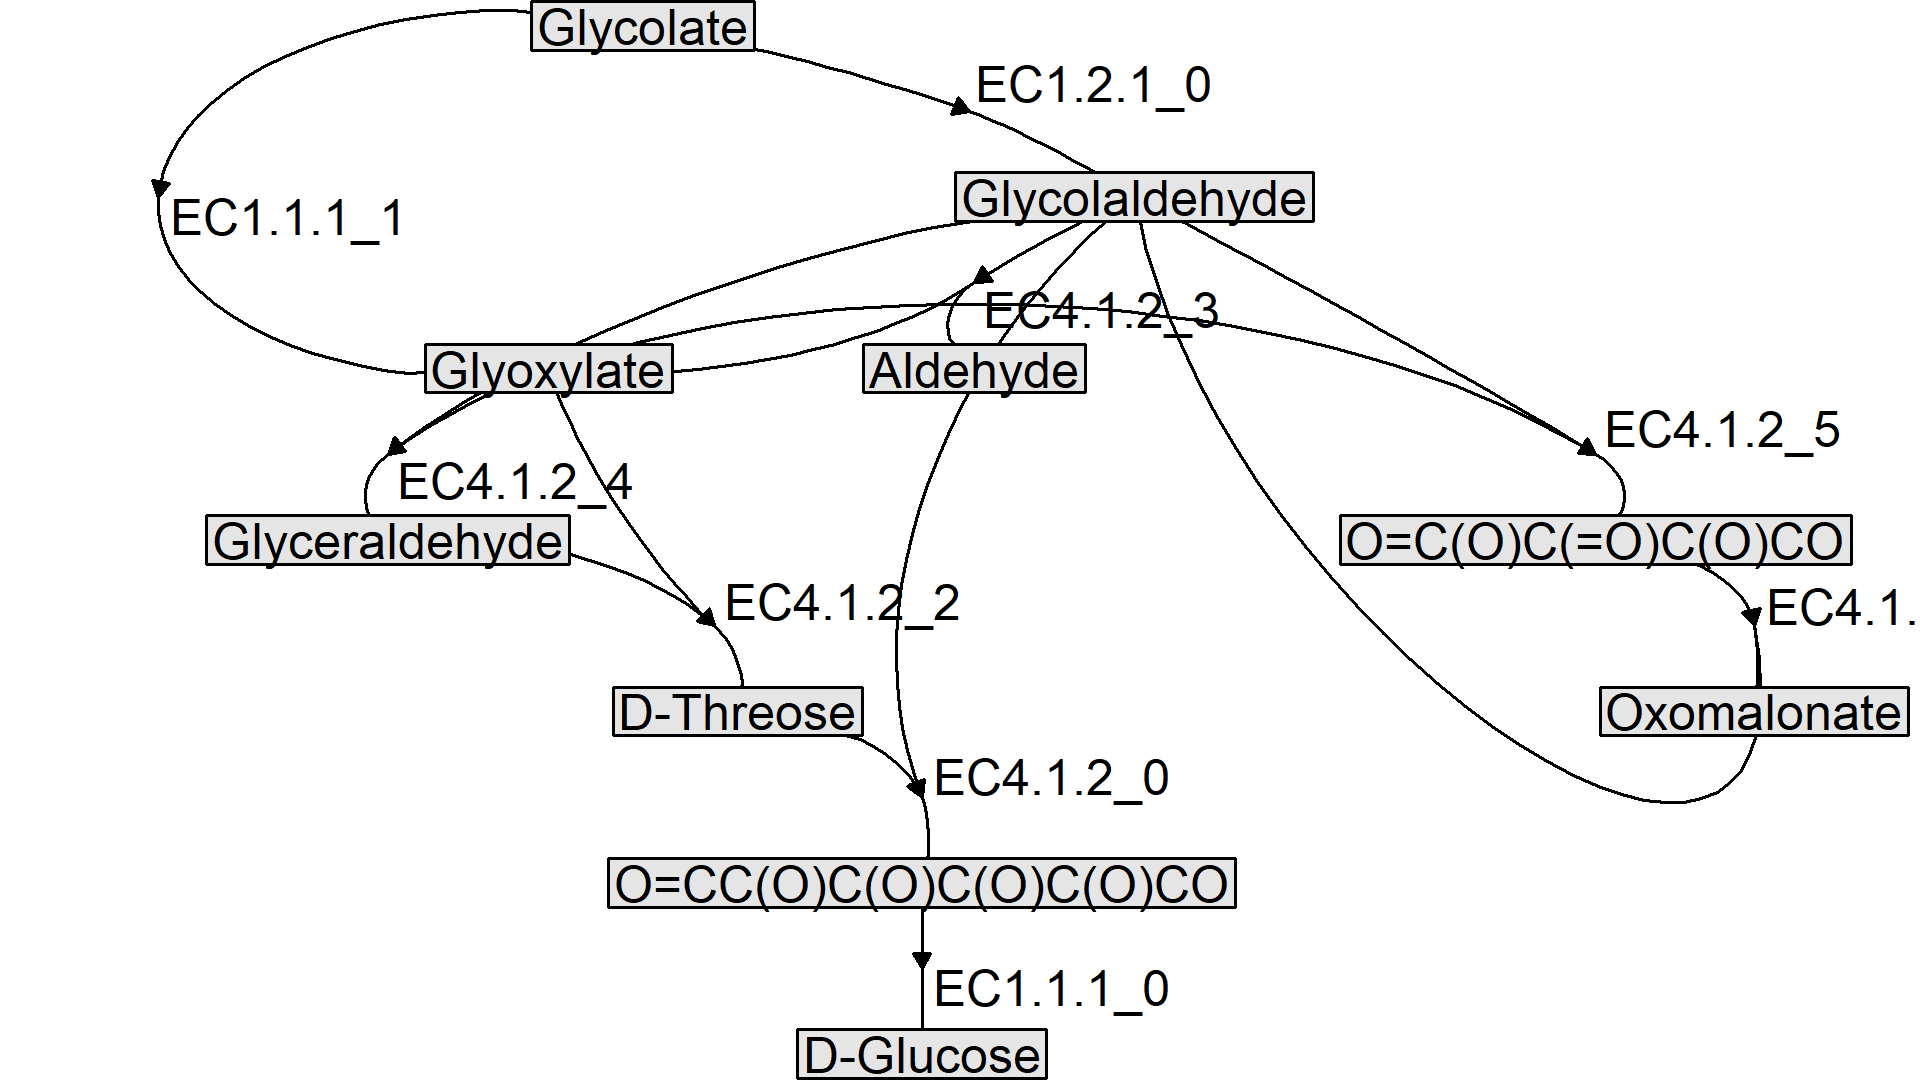 Glycolate
EC1.2.1_0
Glycolaldehyde
EC1.1.1_1
EC4.1.2_3
Glyoxylate
Aldehyde
EC4.1.2_5
EC4.1.2_4
Glyceraldehyde
O=C(O)C(=O)C(O)CO
EC4.1.2_2
EC4.1.
D-Threose
Oxomalonate
EC4.1.2_0
O=CC(O)C(O)C(O)C(O)CO
EC1.1.1_0
D-Glucose